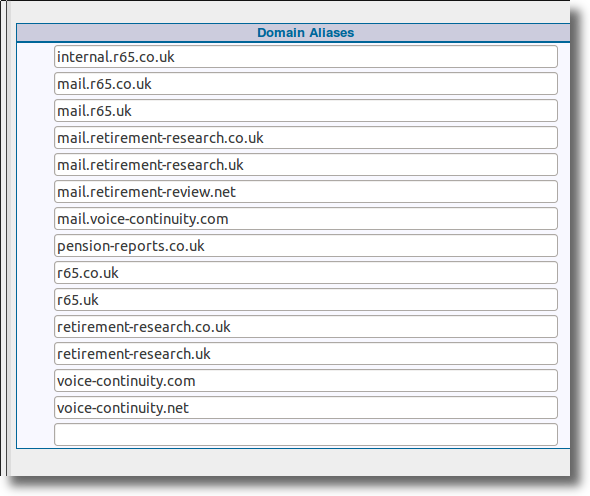 Domain Aliases
internal.r65.co.uk
mail.r65.co.uk
mail.r65.uk
mail.retirement-research.co.uk
mail.retirement-research.uk
mail.retirement-review.net
mail.voice-continuity.com
pension-reports.co.uk
r65.co.uk
r65.uk
retirement-research.co.uk
retirement-research.uk
voice-continuity.com
voice-continuity.net